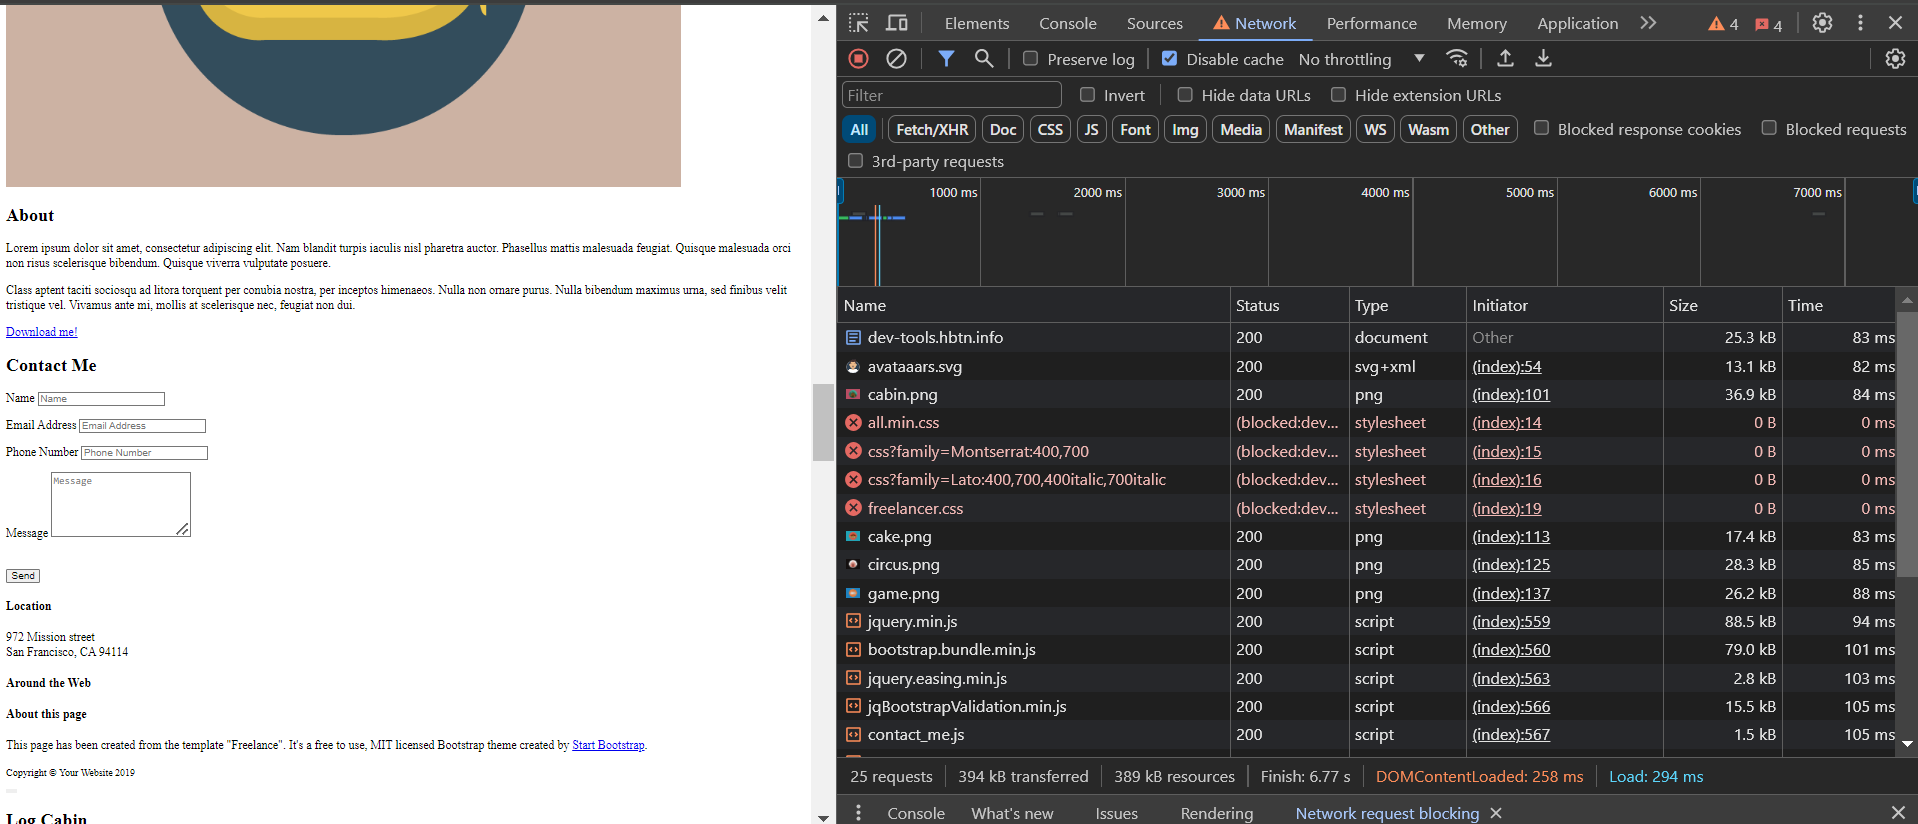 About
Lorem ipsum dolor sit amet, consectetur adipiscing elit. Nam blandit turpis iaculis nisl pharetra auctor. Phasellus mattis malesuada feugiat. Quisque malesuada orci
non risus scelerisque bibendum. Quisque viverra vulputate posuere.
Class aptent taciti sociosqu ad litora torquent per conubia nostra, per inceptos himenaeos. Nulla non ornare purus. Nulla bibendum maximus urna, sed finibus velit
tristique vel. Vivamus ante mi, mollis at scelerisque nec, feugiat non dui.
Download me!
Contact Me
Name Name
Email Address Email Address
Phone Number Phone Number
Message
Message
Send
Location
972 Mission street
San Francisco, CA 94114
Around the Web
About this page
This page has been created from the template "Freelance". It's a free to use, MIT licensed Bootstrap theme created by Start Bootstrap.
Copyright © Your Website 2019
Log Cabin
Elements Console Sources Network Performance Memory Application 4 4
Preserve log Disable cache No throttling
Filter Invert Hide data URLs Hide extension URLs
All Fetch/XHR Doc CSS JS Font Img Media Manifest WS Wasm Other Blocked response cookies Blocked requests
3rd-party requests
1000 ms 2000 ms 3000 ms 4000 ms 5000 ms 6000 ms 7000 ms
Name Status Type Initiator Size Time
dev-tools.hbtn.info 200 document Other 25.3 kB 83 ms
avataaars.svg 200 svg+xml (index):54 13.1 kB 82 ms
cabin.png 200 png (index):101 36.9 kB 84 ms
all.min.css (blocked:dev... stylesheet (index):14 0 B 0 ms
css?family=Montserrat:400,700 (blocked:dev... stylesheet (index):15 0 B 0 ms
css?family=Lato:400,700,400italic,700italic (blocked:dev... stylesheet (index):16 0 B 0 ms
freelancer.css (blocked:dev... stylesheet (index):19 0 B 0 ms
cake.png 200 png (index):113 17.4 kB 83 ms
circus.png 200 png (index):125 28.3 kB 85 ms
game.png 200 png (index):137 26.2 kB 88 ms
jquery.min.js 200 script (index):559 88.5 kB 94 ms
bootstrap.bundle.min.js 200 script (index):560 79.0 kB 101 ms
jquery.easing.min.js 200 script (index):563 2.8 kB 103 ms
jqBootstrapValidation.min.js 200 script (index):566 15.5 kB 105 ms
contact_me.js 200 script (index):567 1.5 kB 105 ms
25 requests 394 kB transferred 389 kB resources Finish: 6.77 s DOMContentLoaded: 258 ms Load: 294 ms
Console What's new Issues Rendering Network request blocking